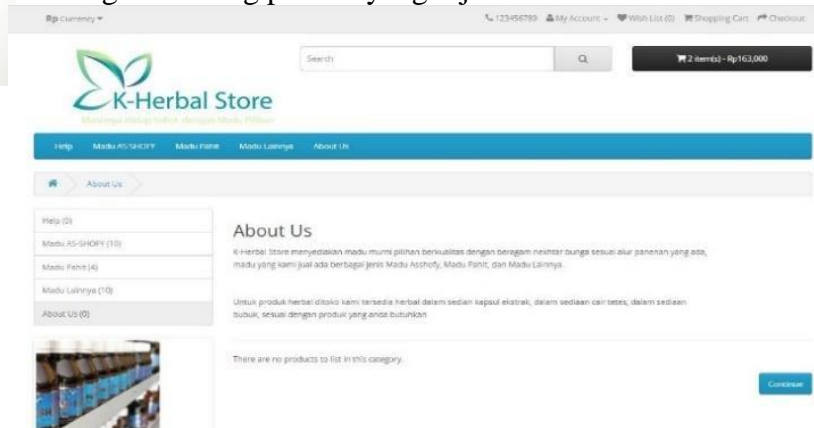 Rp Currency
123456789 My Account Wish List (0) Shopping Cart Checkout
Search
2 item(s) - Rp163,000
K-Herbal Store
Help Madu AS-SHOFY Madu Pahit Madu Lainnya About Us
About Us
Help (0)
Madu AS-SHOFY (10)
Madu Pahit (4)
Madu Lainnya (10)
About Us (0)
About Us
K-Herbal Store menyediakan madu murni pilihan berkualitas dengan beragam nekhtar bunga sesuai alur panenan yang ada,
madu yang kami jual ada berbagai jenis Madu Asshofy, Madu Pahit, dan Madu Lainnya.
Untuk produk herbal ditoko kami tersedia herbal dalam sedian kapsul ekstrak, dalam sediaan cair tetes, dalam sediaan
bubuk, sesuai dengan produk yang anda butuhkan
There are no products to list in this category.
Continue